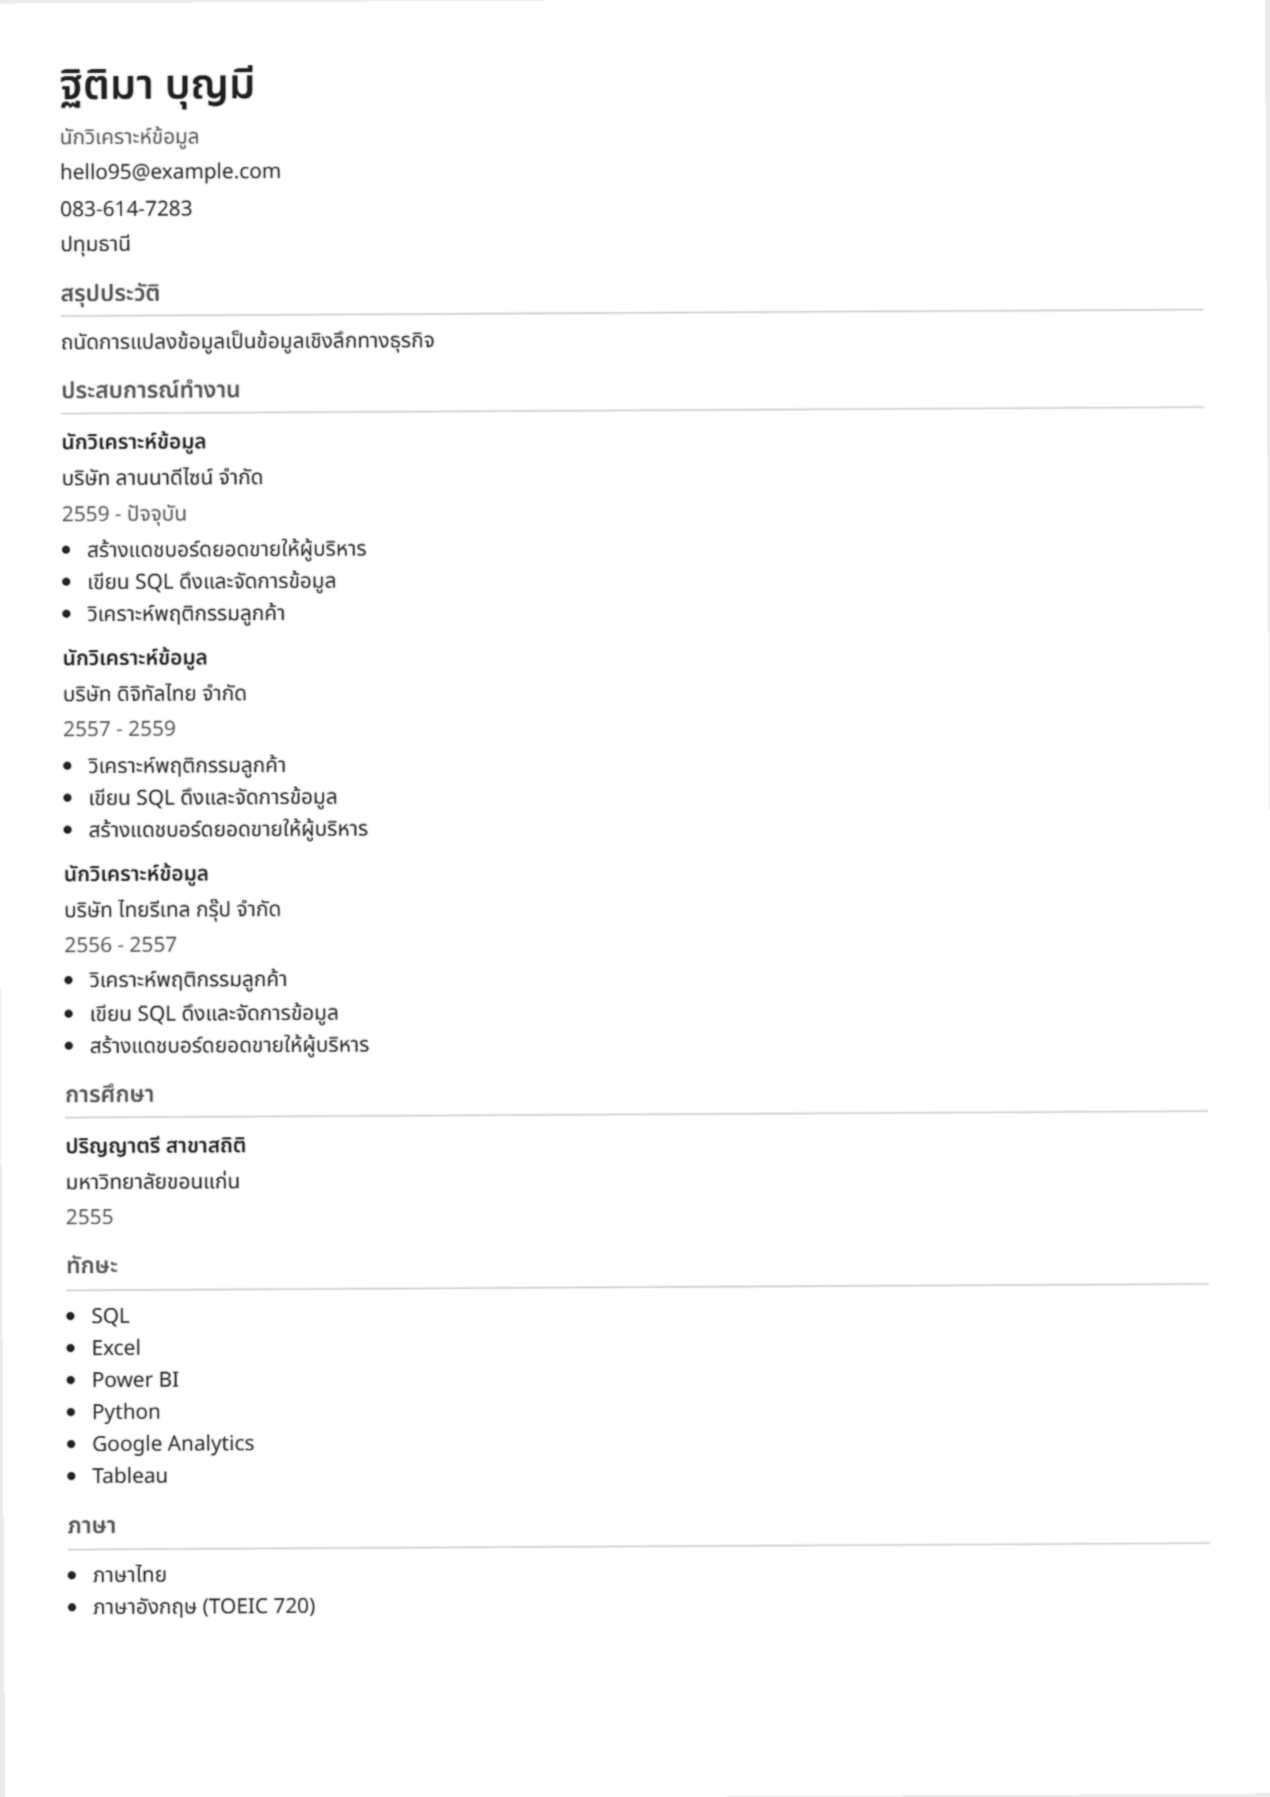 ฐิติมา บุญมี
นักวิเคราะห์ข้อมูล
hello95@example.com
083-614-7283
ปทุมธานี
สรุปประวัติ
ถนัดการแปลงข้อมูลเป็นข้อมูลเชิงลึกทางธุรกิจ
ประสบการณ์ทำงาน
นักวิเคราะห์ข้อมูล
บริษัท ลานนาดีไซน์ จำกัด
2559 - ปัจจุบัน
• สร้างแดชบอร์ดยอดขายให้ผู้บริหาร
• เขียน SQL ดึงและจัดการข้อมูล
• วิเคราะห์พฤติกรรมลูกค้า
นักวิเคราะห์ข้อมูล
บริษัท ดิจิทัลไทย จำกัด
2557 - 2559
• วิเคราะห์พฤติกรรมลูกค้า
• เขียน SQL ดึงและจัดการข้อมูล
• สร้างแดชบอร์ดยอดขายให้ผู้บริหาร
นักวิเคราะห์ข้อมูล
บริษัท ไทยรีเทล กรุ๊ป จำกัด
2556 - 2557
• วิเคราะห์พฤติกรรมลูกค้า
• เขียน SQL ดึงและจัดการข้อมูล
• สร้างแดชบอร์ดยอดขายให้ผู้บริหาร
การศึกษา
ปริญญาตรี สาขาสถิติ
มหาวิทยาลัยขอนแก่น
2555
ทักษะ
• SQL
• Excel
• Power BI
• Python
• Google Analytics
• Tableau
ภาษา
• ภาษาไทย
• ภาษาอังกฤษ (TOEIC 720)